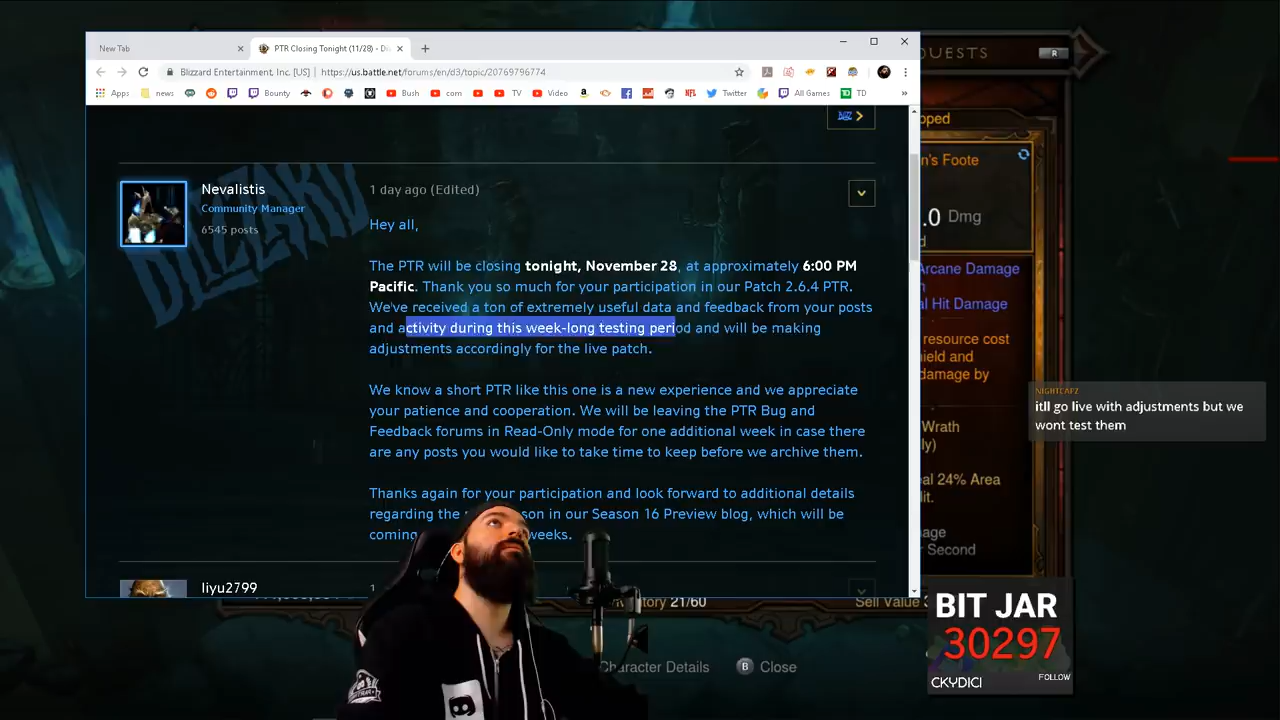 New Tab
PTR Closing Tonight (11/28) - Di
Blizzard Entertainment, Inc. [US] | https://us.battle.net/forums/en/d3/topic/20769796774
Apps news Bounty Bush com TV Video NFL Twitter All Games TD »
QUESTS R
BLIZZARD
Nevalistis
Community Manager
6545 posts
1 day ago (Edited)
Hey all,
The PTR will be closing tonight, November 28, at approximately 6:00 PM
Pacific. Thank you so much for your participation in our Patch 2.6.4 PTR.
We've received a ton of extremely useful data and feedback from your posts
and activity during this week-long testing period and will be making
adjustments accordingly for the live patch.
We know a short PTR like this one is a new experience and we appreciate
your patience and cooperation. We will be leaving the PTR Bug and
Feedback forums in Read-Only mode for one additional week in case there
are any posts you would like to take time to keep before we archive them.
Thanks again for your participation and look forward to additional details
regarding the son in our Season 16 Preview blog, which will be
coming weeks.
liyu2799
1
pped
n's Foote
.0 Dmg
d
Arcane Damage
n
al Hit Damage
resource cost
ield and
damage by
Wrath
ly)
al 24% Area
it.
age
Second
NIGHTCAFZ
itll go live with adjustments but we
wont test them
ntory 21/60
Sell Value 3
Character Details
B Close
BIT JAR
30297
CKYDICI
FOLLOW